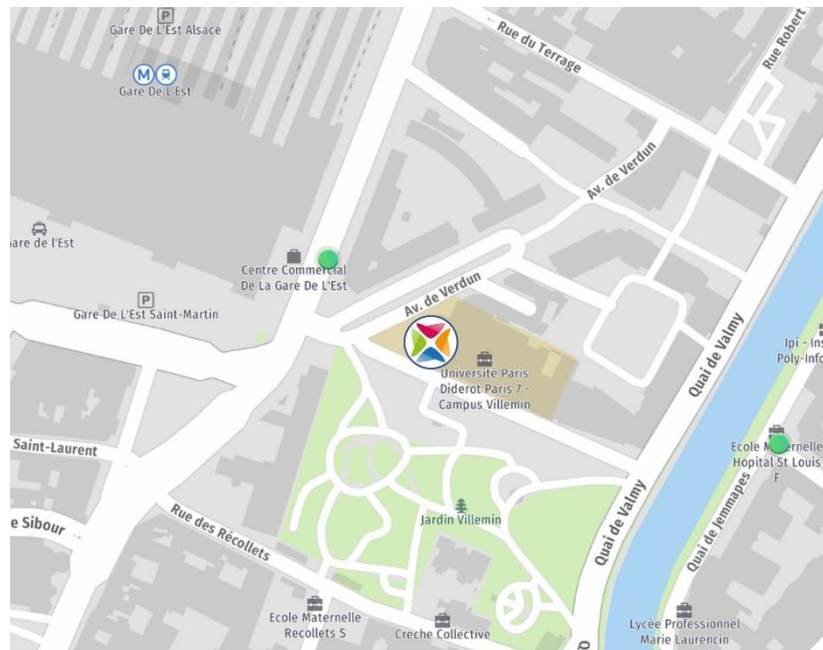 P
Gare De L'Est Alsace
M
Gare De L'Est
Rue du Terrage
Rue Robert
Av. de Verdun
are de l'Est
Centre Commercial
De La Gare De L'Est
P
Gare De L'Est Saint-Martin
Av. de Verdun
Université Paris
Diderot Paris 7 -
Campus Villemin
Quai de Valmy
Ipi - Ins
Poly-Info
Saint-Laurent
Ecole M ernelle
Hopital St Louis
F
e Sibour
Rue des Récollets
Jardin Villemin
Quai de Valmy
Quai de Jemmapes
Ecole Maternelle
Recollets S
Creche Collective
Lycée Professionnel
Marie Laurencin
Q